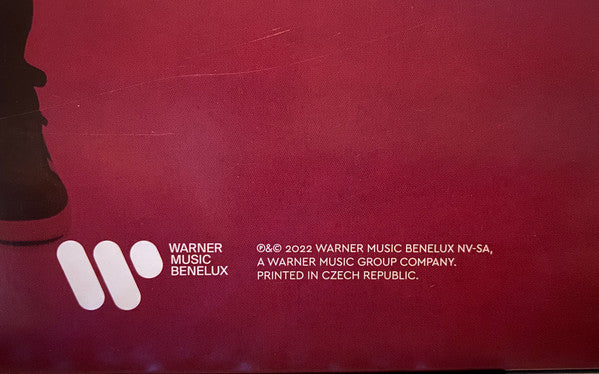 WARNER
MUSIC
BENELUX
℗&© 2022 WARNER MUSIC BENELUX NV-SA,
A WARNER MUSIC GROUP COMPANY.
PRINTED IN CZECH REPUBLIC.